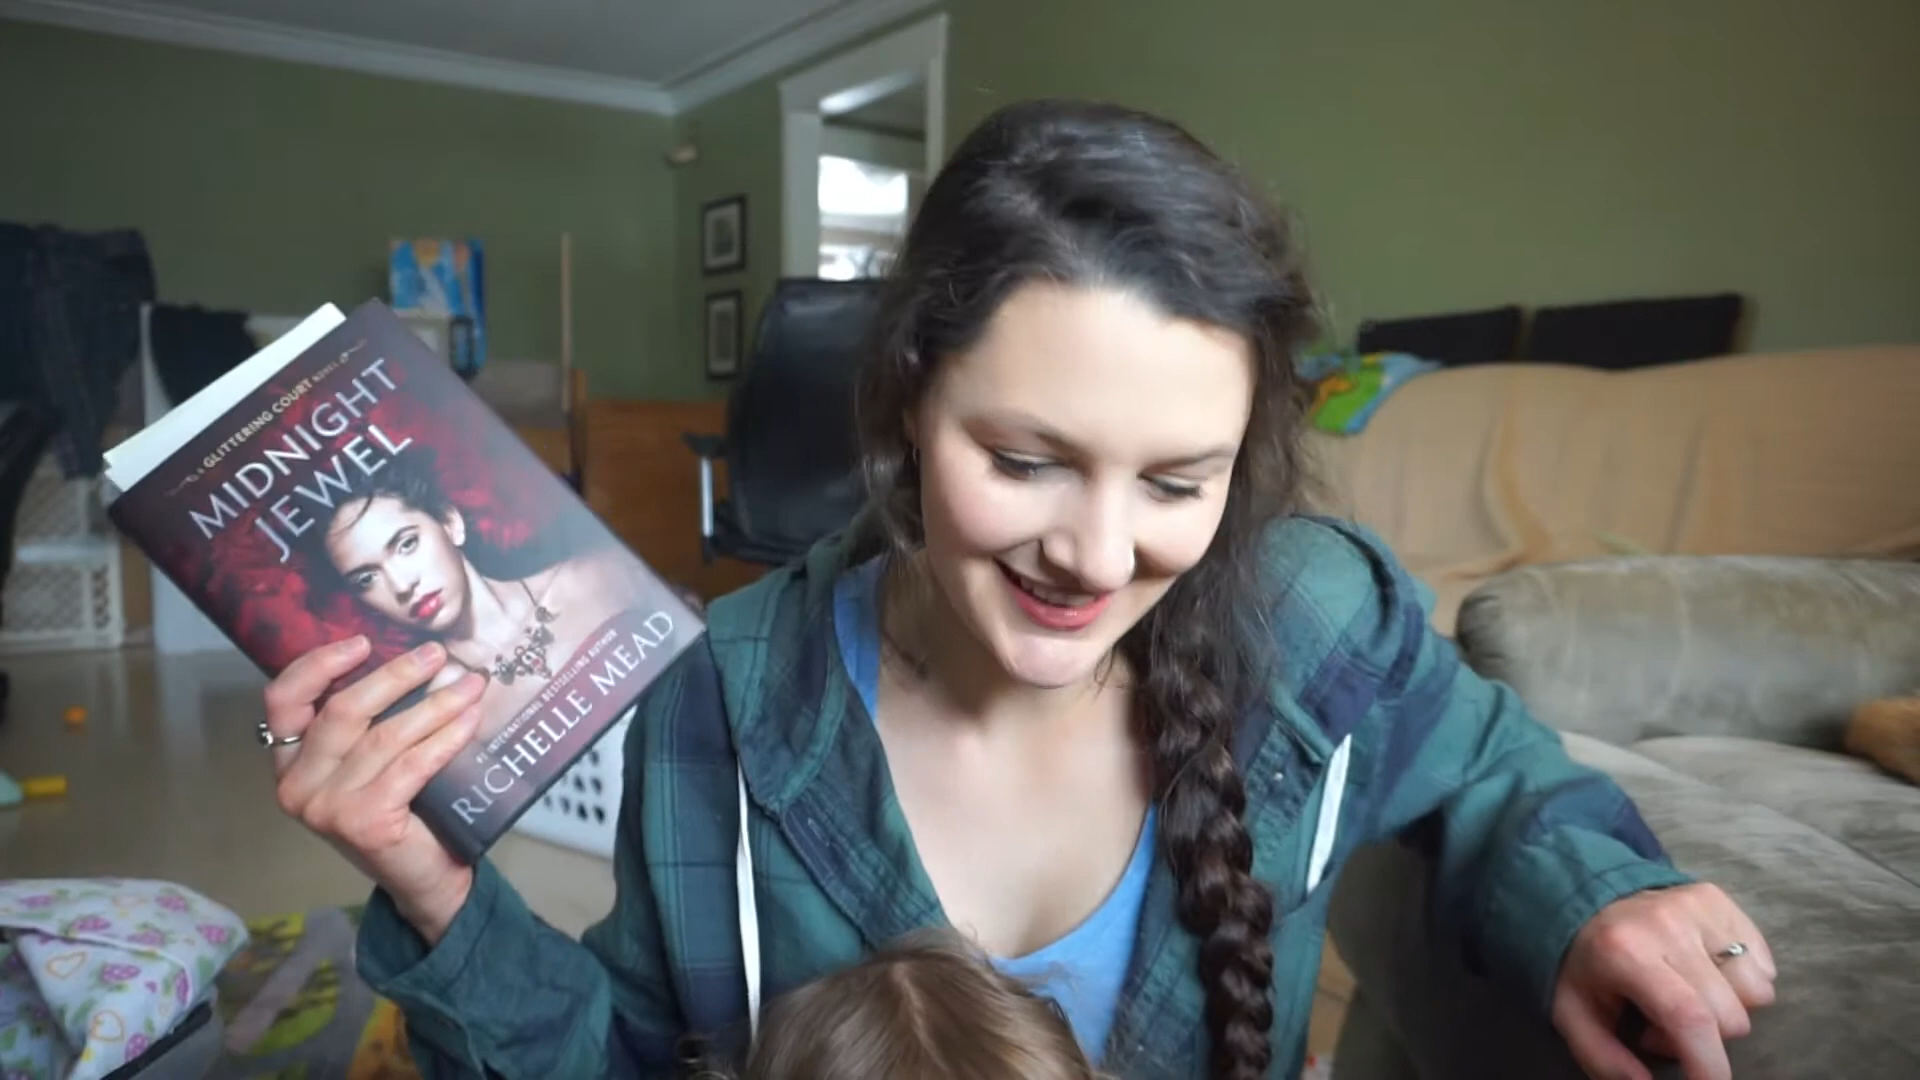 A GLITTERING COURT NOVEL
MIDNIGHT
JEWEL
#1 INTERNATIONAL BESTSELLING AUTHOR
RICHELLE MEAD